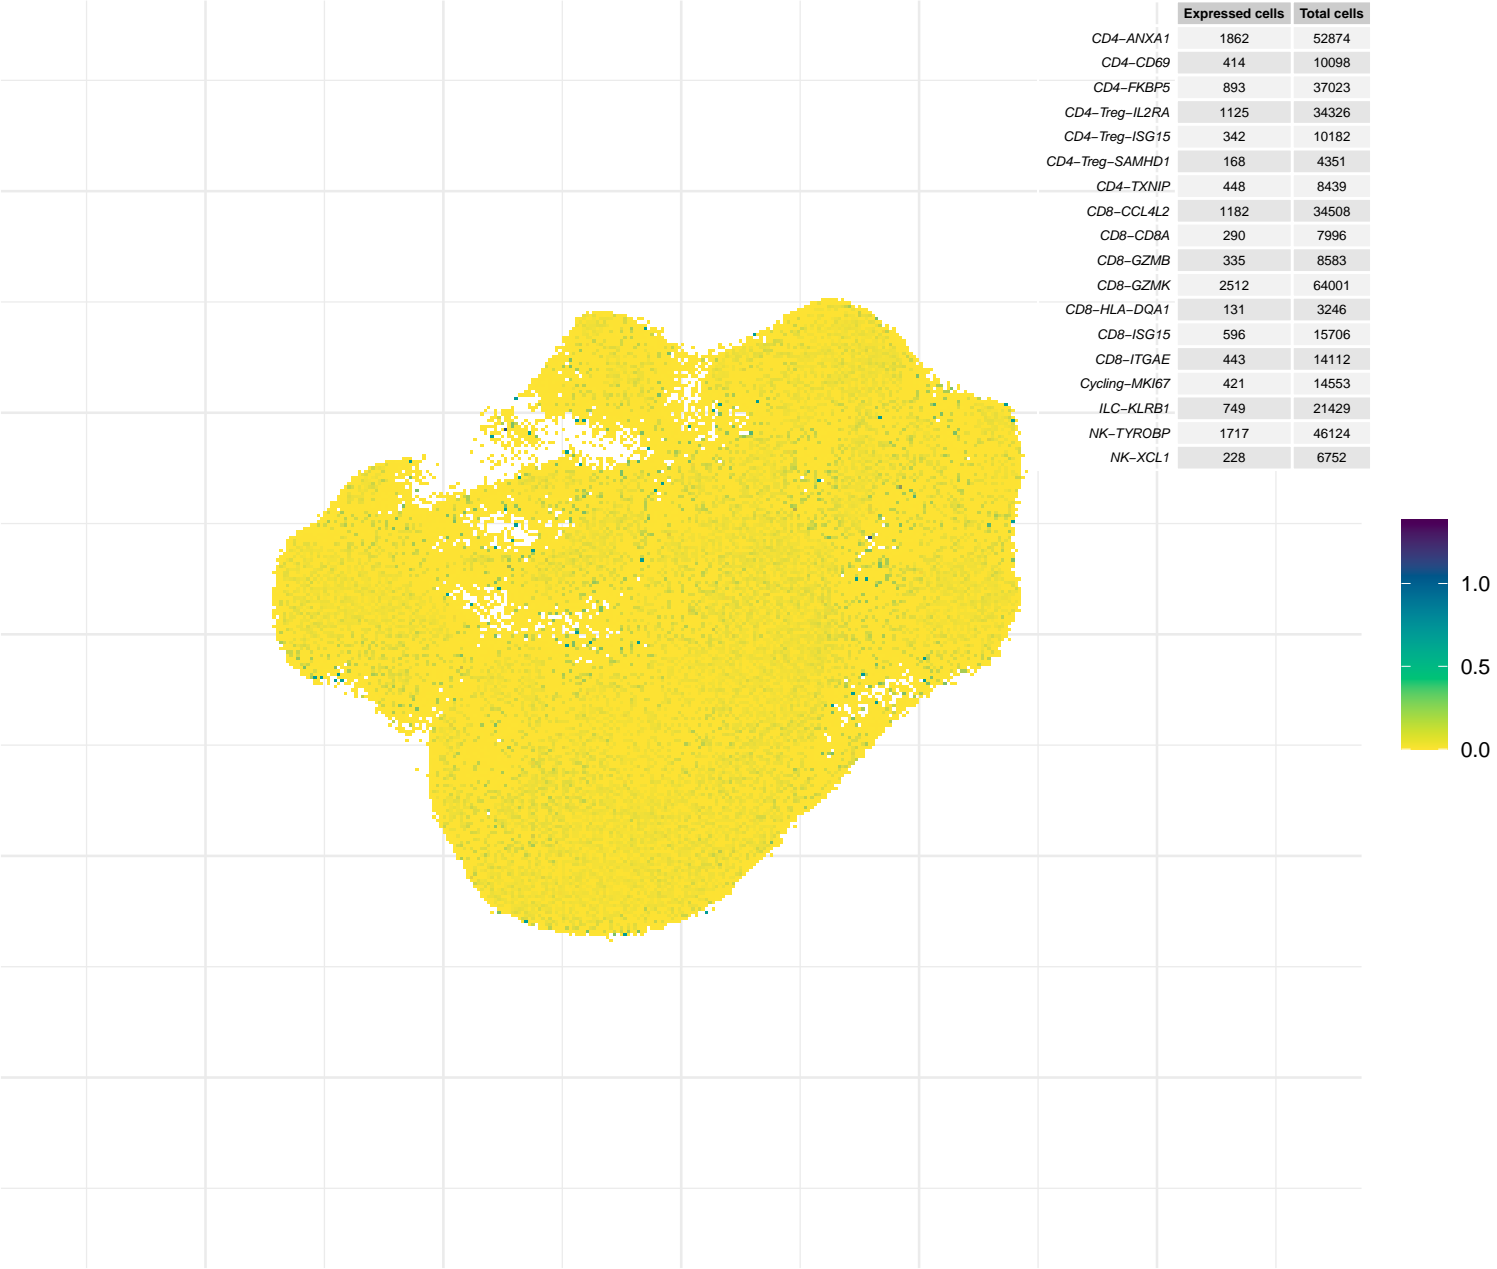 Expressed cells Total cells
CD4−ANXA1 1862 52874
CD4−CD69 414 10098
CD4−FKBP5 893 37023
CD4−Treg−IL2RA 1125 34326
CD4−Treg−ISG15 342 10182
CD4−Treg−SAMHD1 168 4351
CD4−TXNIP 448 8439
CD8−CCL4L2 1182 34508
CD8−CD8A 290 7996
CD8−GZMB 335 8583
CD8−GZMK 2512 64001
CD8−HLA−DQA1 131 3246
CD8−ISG15 596 15706
CD8−ITGAE 443 14112
Cycling−MKI67 421 14553
ILC−KLRB1 749 21429
NK−TYROBP 1717 46124
NK−XCL1 228 6752
1.0
0.5
0.0